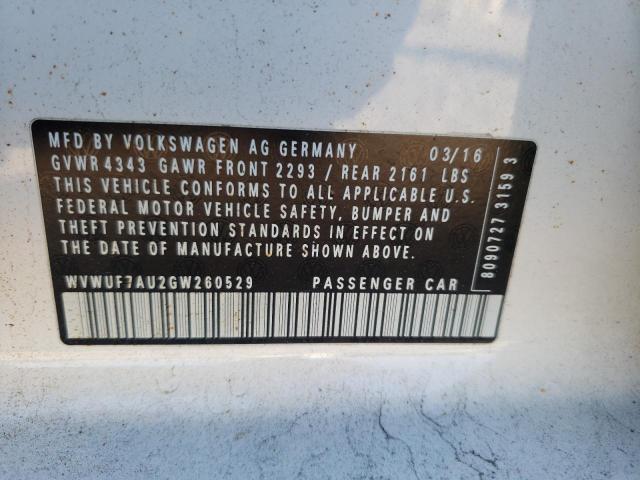 MFD BY VOLKSWAGEN AG GERMANY 03/16
GVWR 4343 GAWR FRONT 2293 / REAR 2161 LBS
THIS VEHICLE CONFORMS TO ALL APPLICABLE U.S.
FEDERAL MOTOR VEHICLE SAFETY, BUMPER AND
THEFT PREVENTION STANDARDS IN EFFECT ON
THE DATE OF MANUFACTURE SHOWN ABOVE.
WVWUF7AU2GW260529 PASSENGER CAR
8090727 3159 3